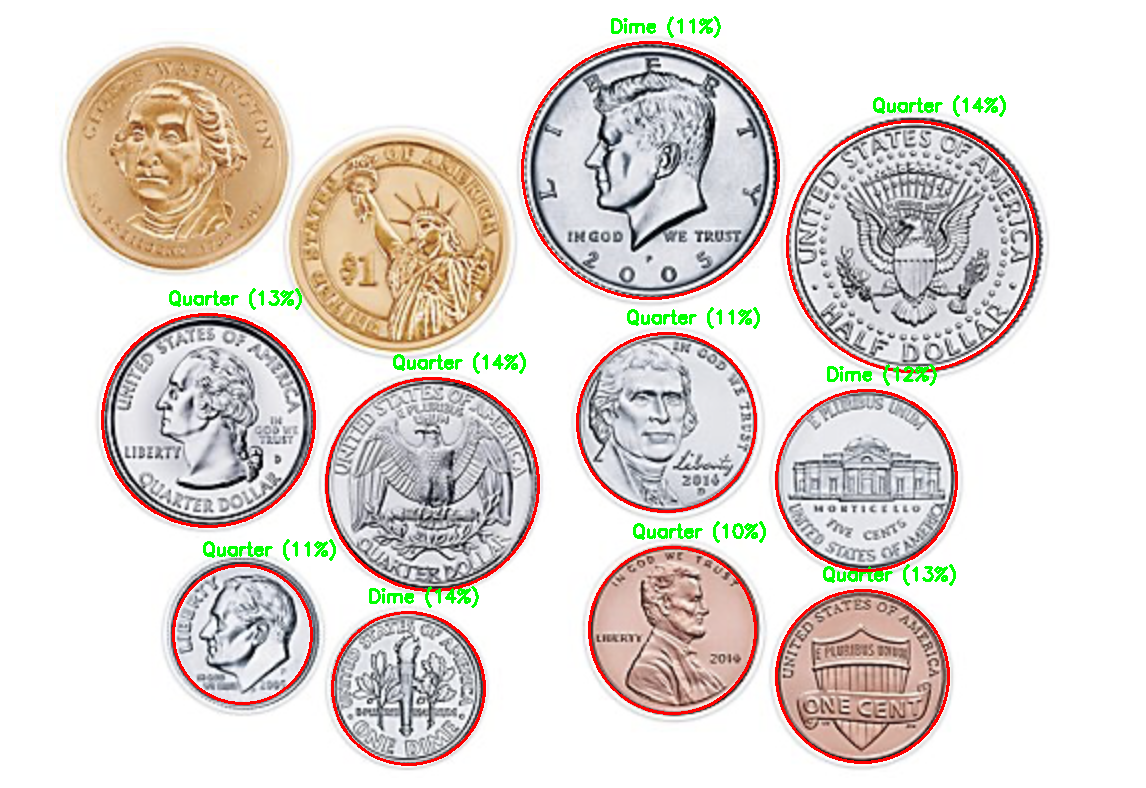 Dime (11%)
GEORGE WASHINGTON
LIBERTY
IN GOD WE TRUST
2005
P
Quarter (14%)
UNITED STATES OF AMERICA
HALF DOLLAR
UNITED STATES OF AMERICA
$1
Quarter (13%)
UNITED STATES OF AMERICA
LIBERTY
IN
GOD WE
TRUST
D
QUARTER DOLLAR
Quarter (14%)
UNITED STATES OF AMERICA
E PLURIBUS
UNUM
QUARTER DOLLAR
Quarter (11%)
IN GOD WE TRUST
Liberty
2014
D
Dime (12%)
E PLURIBUS UNUM
MONTICELLO
FIVE CENTS
UNITED STATES OF AMERICA
Quarter (11%)
LIBERTY
Dime (14%)
UNITED STATES OF AMERICA
ONE DIME
Quarter (10%)
IN GOD WE TRUST
LIBERTY
2014
Quarter (13%)
UNITED STATES OF AMERICA
E PLURIBUS UNUM
ONE CENT